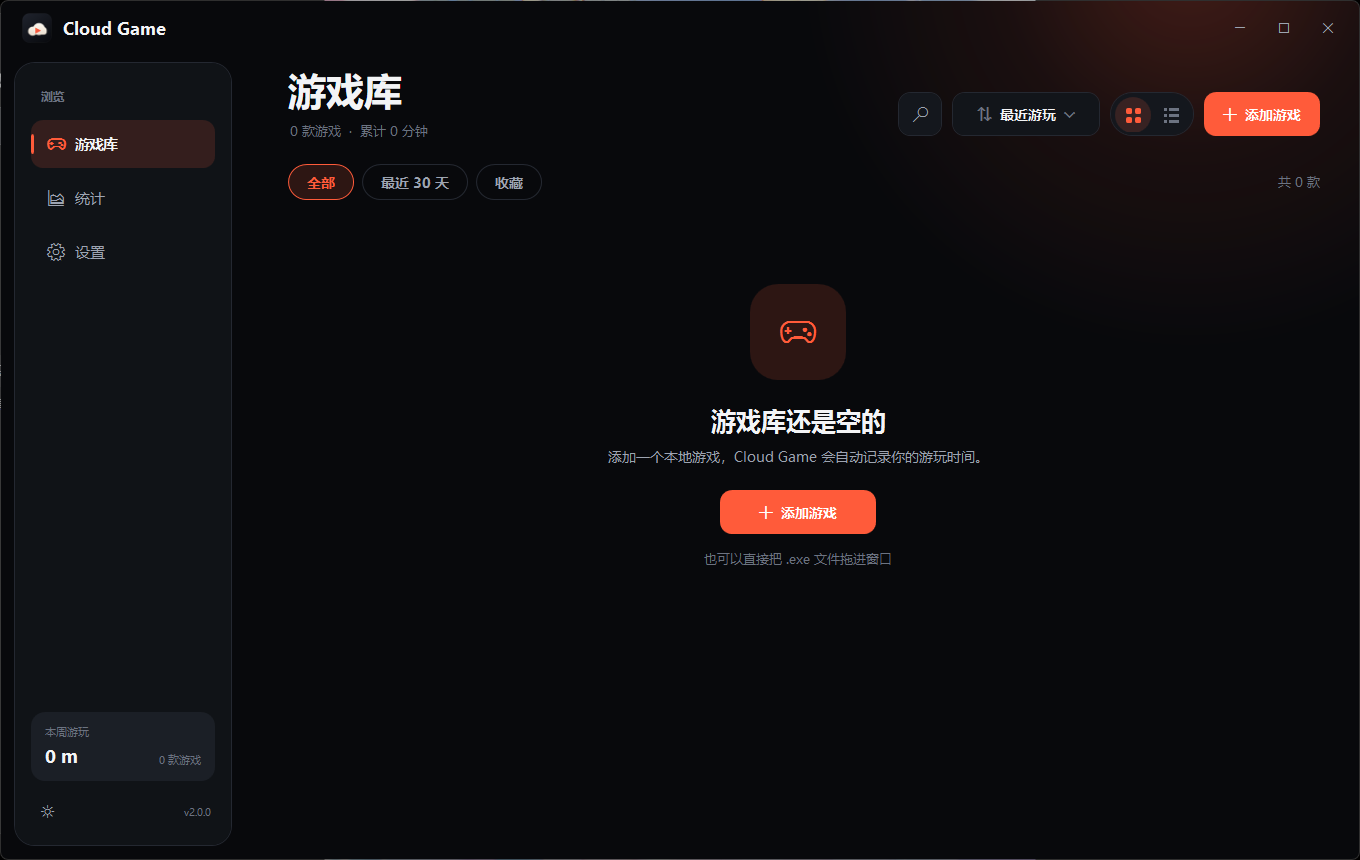 Cloud Game
浏览
游戏库
统计
设置
本周游玩
0 m
0 款游戏
v2.0.0
游戏库
0 款游戏 · 累计 0 分钟
最近游玩
添加游戏
全部
最近 30 天
收藏
共 0 款
游戏库还是空的
添加一个本地游戏，Cloud Game 会自动记录你的游玩时间。
添加游戏
也可以直接把 .exe 文件拖进窗口